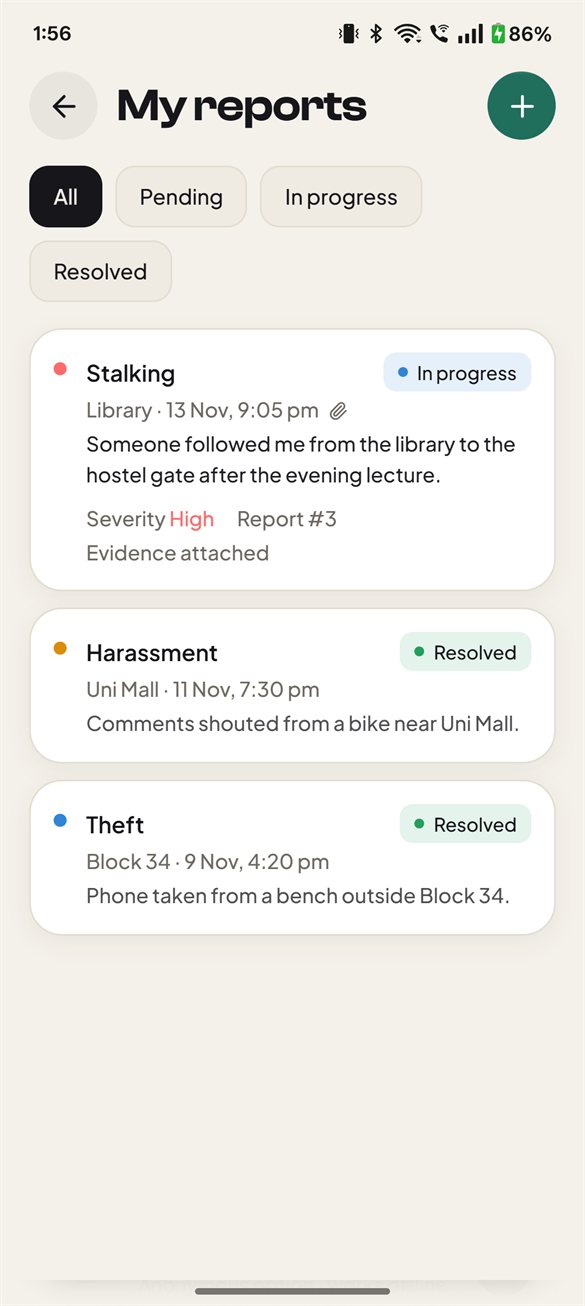 1:56
86%
My reports
All
Pending
In progress
Resolved
Stalking
In progress
Library · 13 Nov, 9:05 pm
Someone followed me from the library to the
hostel gate after the evening lecture.
Severity High Report #3
Evidence attached
Harassment
Resolved
Uni Mall · 11 Nov, 7:30 pm
Comments shouted from a bike near Uni Mall.
Theft
Resolved
Block 34 · 9 Nov, 4:20 pm
Phone taken from a bench outside Block 34.